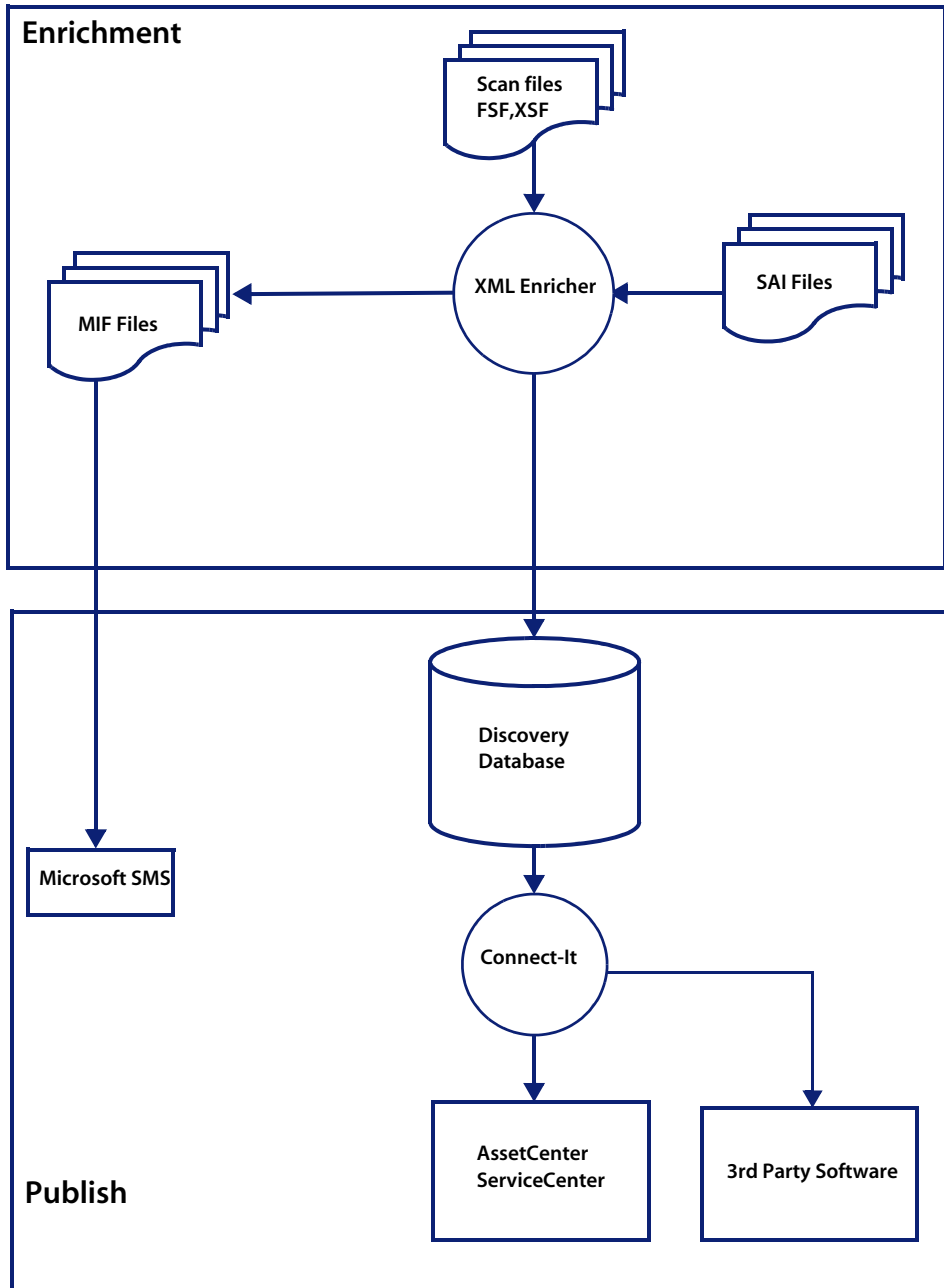 Enrichment
Scan files
FSF,XSF
XML Enricher
SAI Files
MIF Files
Discovery
Database
Microsoft SMS
Connect-It
AssetCenter
ServiceCenter
3rd Party Software
Publish